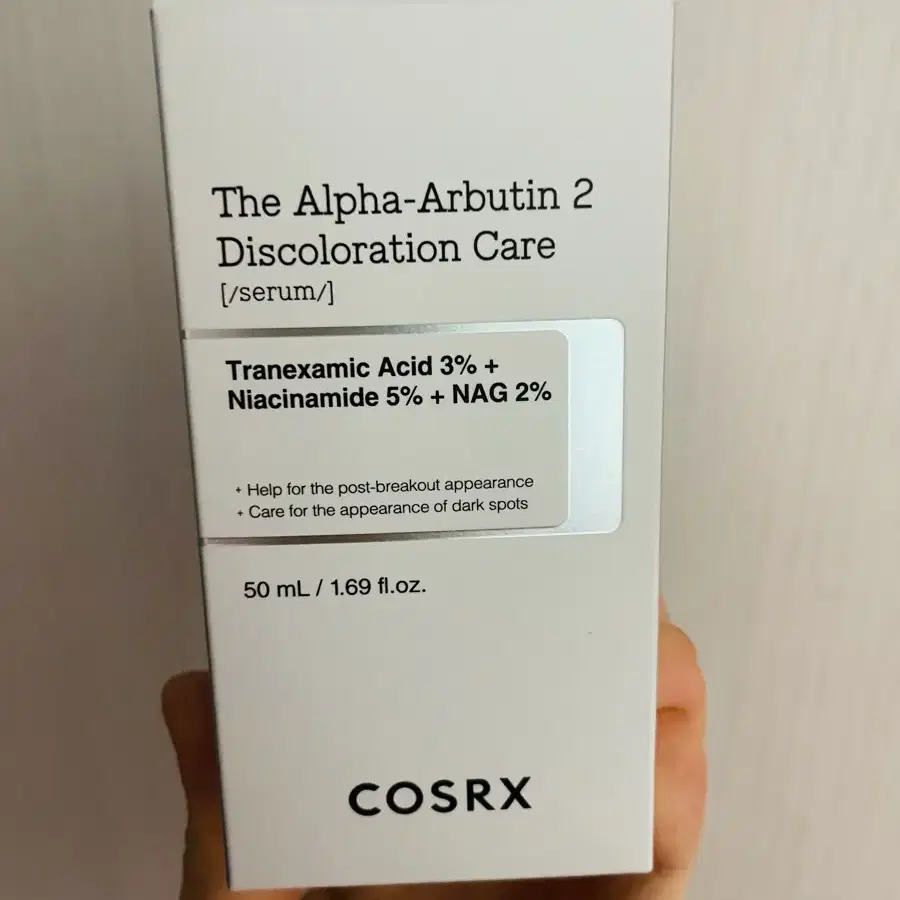 The Alpha-Arbutin 2
Discoloration Care
[/serum/]
Tranexamic Acid 3% +
Niacinamide 5% + NAG 2%
+ Help for the post-breakout appearance
+ Care for the appearance of dark spots
50 mL / 1.69 fl.oz.
COSRX